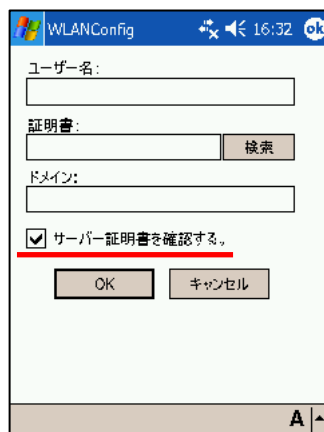 WLANConfig 16:32 ok
ユーザー名:
証明書:
検索
ドメイン:
サーバー証明書を確認する。
OK キャンセル
A